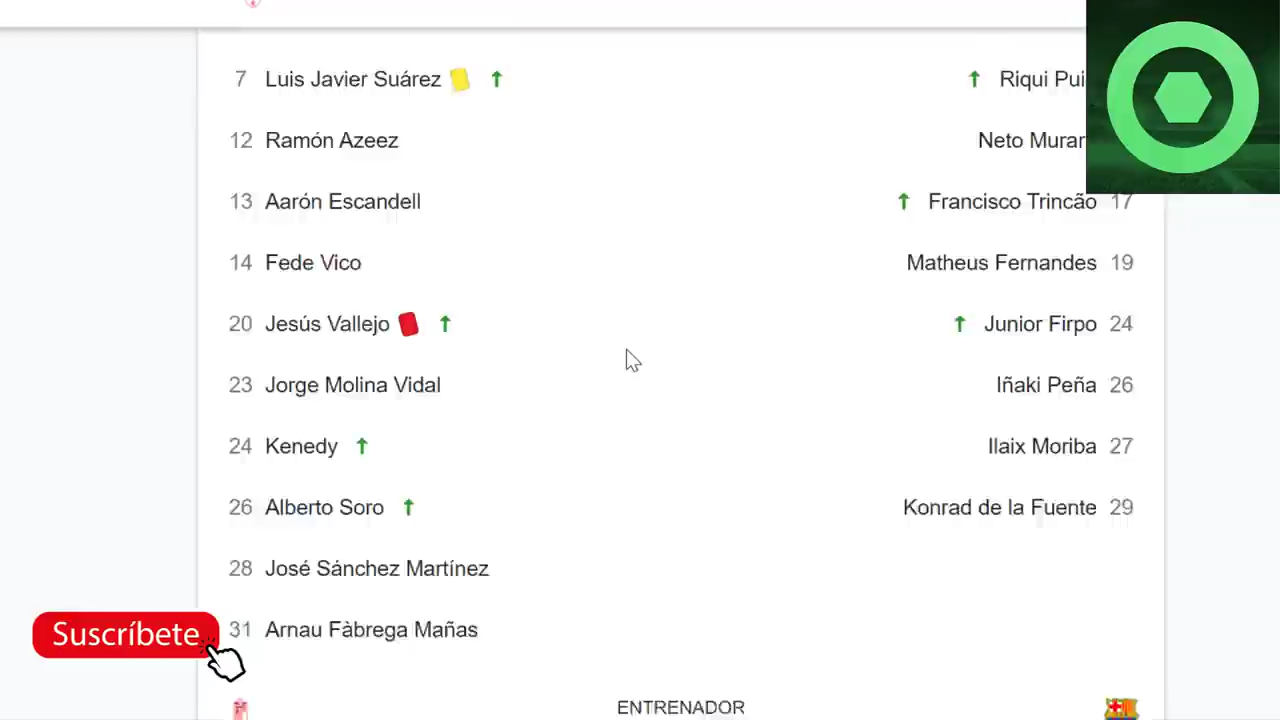 7 Luis Javier Suárez Riqui Pui
12 Ramón Azeez Neto Murar
13 Aarón Escandell Francisco Trincão 17
14 Fede Vico Matheus Fernandes 19
20 Jesús Vallejo Junior Firpo 24
23 Jorge Molina Vidal Iñaki Peña 26
24 Kenedy Ilaix Moriba 27
26 Alberto Soro Konrad de la Fuente 29
28 José Sánchez Martínez
Suscríbete 31 Arnau Fàbrega Mañas
ENTRENADOR